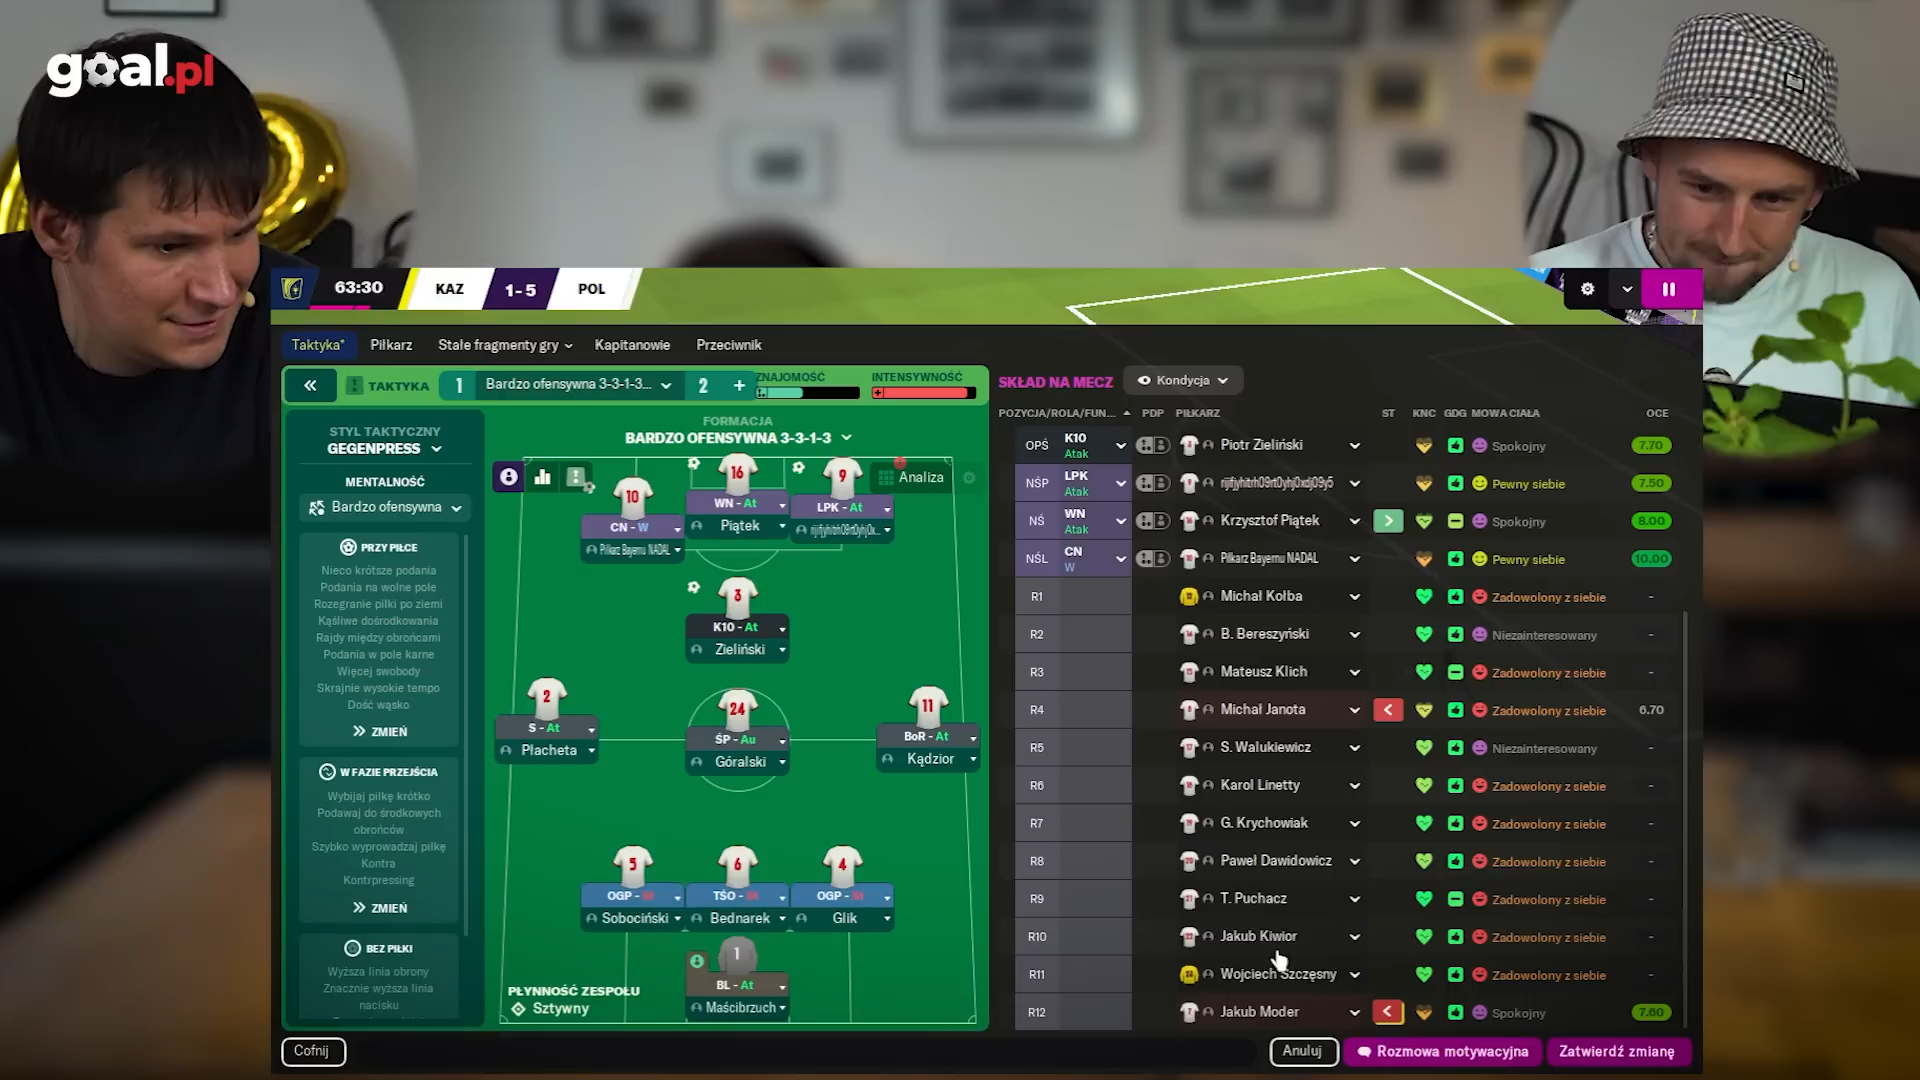 goal.pl
63:30
KAZ
1 - 5
POL
Taktyka*
Piłkarz
Stałe fragmenty gry
Kapitanowie
Przeciwnik
TAKTYKA
1
Bardzo ofensywna 3-3-1-3...
2
+
ZNAJOMOŚĆ
INTENSYWNOŚĆ
STYL TAKTYCZNY
GEGENPRESS
MENTALNOŚĆ
Bardzo ofensywna
PRZY PIŁCE
Nieco krótsze podania
Podania na wolne pole
Rozegranie piłki po ziemi
Kąśliwe dośrodkowania
Rajdy między obrońcami
Podania w pole karne
Więcej swobody
Skrajnie wysokie tempo
Dość wąsko
ZMIEŃ
W FAZIE PRZEJŚCIA
Wybijaj piłkę krótko
Podawaj do środkowych
obrońców
Szybko wyprowadzaj piłkę
Kontra
Kontrpressing
ZMIEŃ
BEZ PIŁKI
Wyższa linia obrony
Znacznie wyższa linia
nacisku
FORMACJA
BARDZO OFENSYWNA 3-3-1-3
Analiza
10
CN - W
Piłkarz Bayernu NADAL
16
WN - At
Piątek
9
LPK - At
3
K10 - At
Zieliński
2
S - At
Płacheta
24
ŚP - Au
Góralski
11
BoR - At
Kądzior
5
OGP -
Sobociński
6
TŚO -
Bednarek
4
OGP -
Glik
1
BL - At
Maścibrzuch
PŁYNNOŚĆ ZESPOŁU
Sztywny
SKŁAD NA MECZ
Kondycja
POZYCJA/ROLA/FUN... PDP PIŁKARZ ST KNC GDG MOWA CIAŁA OCE
OPŚ K10 Atak Piotr Zieliński Spokojny 7.70
NŚP LPK Atak Pewny siebie 7.50
NŚ WN Atak Krzysztof Piątek Spokojny 8.00
NŚL CN W Piłkarz Bayernu NADAL Pewny siebie 10.00
R1 Michał Kołba Zadowolony z siebie -
R2 B. Bereszyński Niezainteresowany -
R3 Mateusz Klich Zadowolony z siebie -
R4 Michał Janota Zadowolony z siebie 6.70
R5 S. Walukiewicz Niezainteresowany -
R6 Karol Linetty Zadowolony z siebie -
R7 G. Krychowiak Zadowolony z siebie -
R8 Paweł Dawidowicz Zadowolony z siebie -
R9 T. Puchacz Zadowolony z siebie -
R10 Jakub Kiwior Zadowolony z siebie -
R11 Wojciech Szczęsny Zadowolony z siebie -
R12 Jakub Moder Spokojny 7.60
Cofnij
Anuluj
Rozmowa motywacyjna
Zatwierdź zmianę